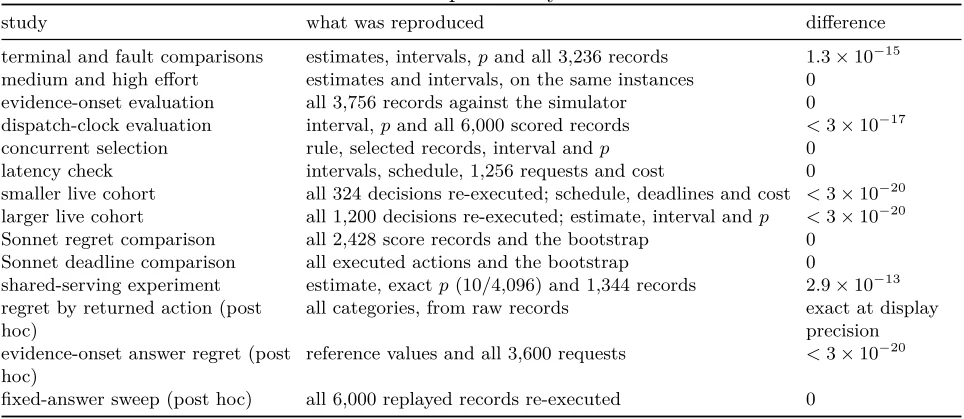 study what was reproduced difference
terminal and fault comparisons estimates, intervals, p and all 3,236 records 1.3 × 10⁻¹⁵
medium and high effort estimates and intervals, on the same instances 0
evidence-onset evaluation all 3,756 records against the simulator 0
dispatch-clock evaluation interval, p and all 6,000 scored records < 3 × 10⁻¹⁷
concurrent selection rule, selected records, interval and p 0
latency check intervals, schedule, 1,256 requests and cost 0
smaller live cohort all 324 decisions re-executed; schedule, deadlines and cost < 3 × 10⁻²⁰
larger live cohort all 1,200 decisions re-executed; estimate, interval and p < 3 × 10⁻²⁰
Sonnet regret comparison all 2,428 score records and the bootstrap 0
Sonnet deadline comparison all executed actions and the bootstrap 0
shared-serving experiment estimate, exact p (10/4,096) and 1,344 records 2.9 × 10⁻¹³
regret by returned action (post all categories, from raw records exact at display
hoc) precision
evidence-onset answer regret (post reference values and all 3,600 requests < 3 × 10⁻²⁰
hoc)
fixed-answer sweep (post hoc) all 6,000 replayed records re-executed 0